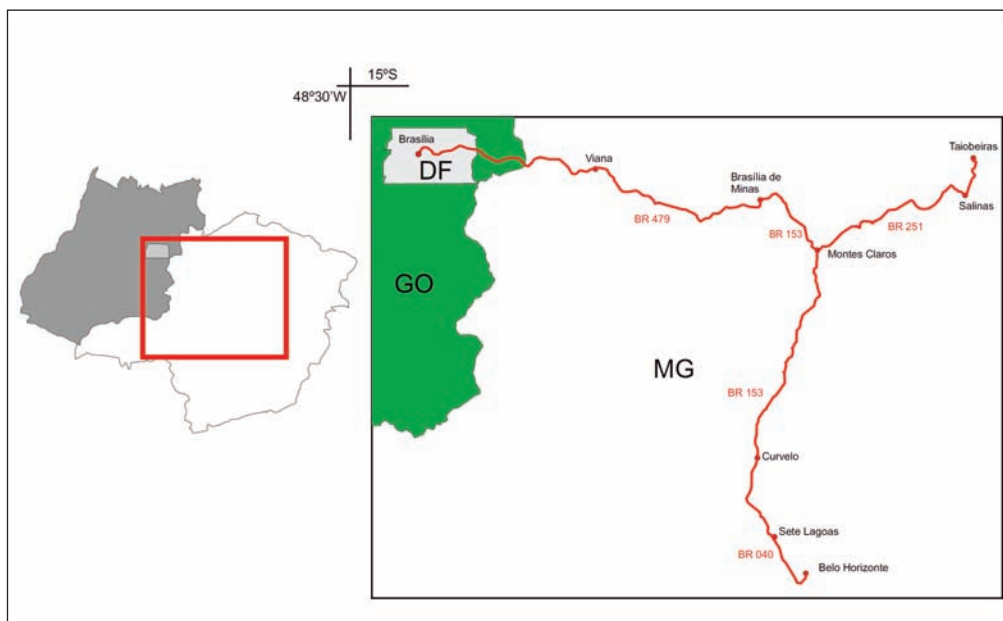 15ºS
48º30'W
Brasília
DF
Viana
Brasília de
Minas
Taiobeiras
Salinas
BR 479
BR 153
BR 251
Montes Claros
GO
MG
BR 153
Curvelo
Sete Lagoas
BR 040
Belo Horizonte